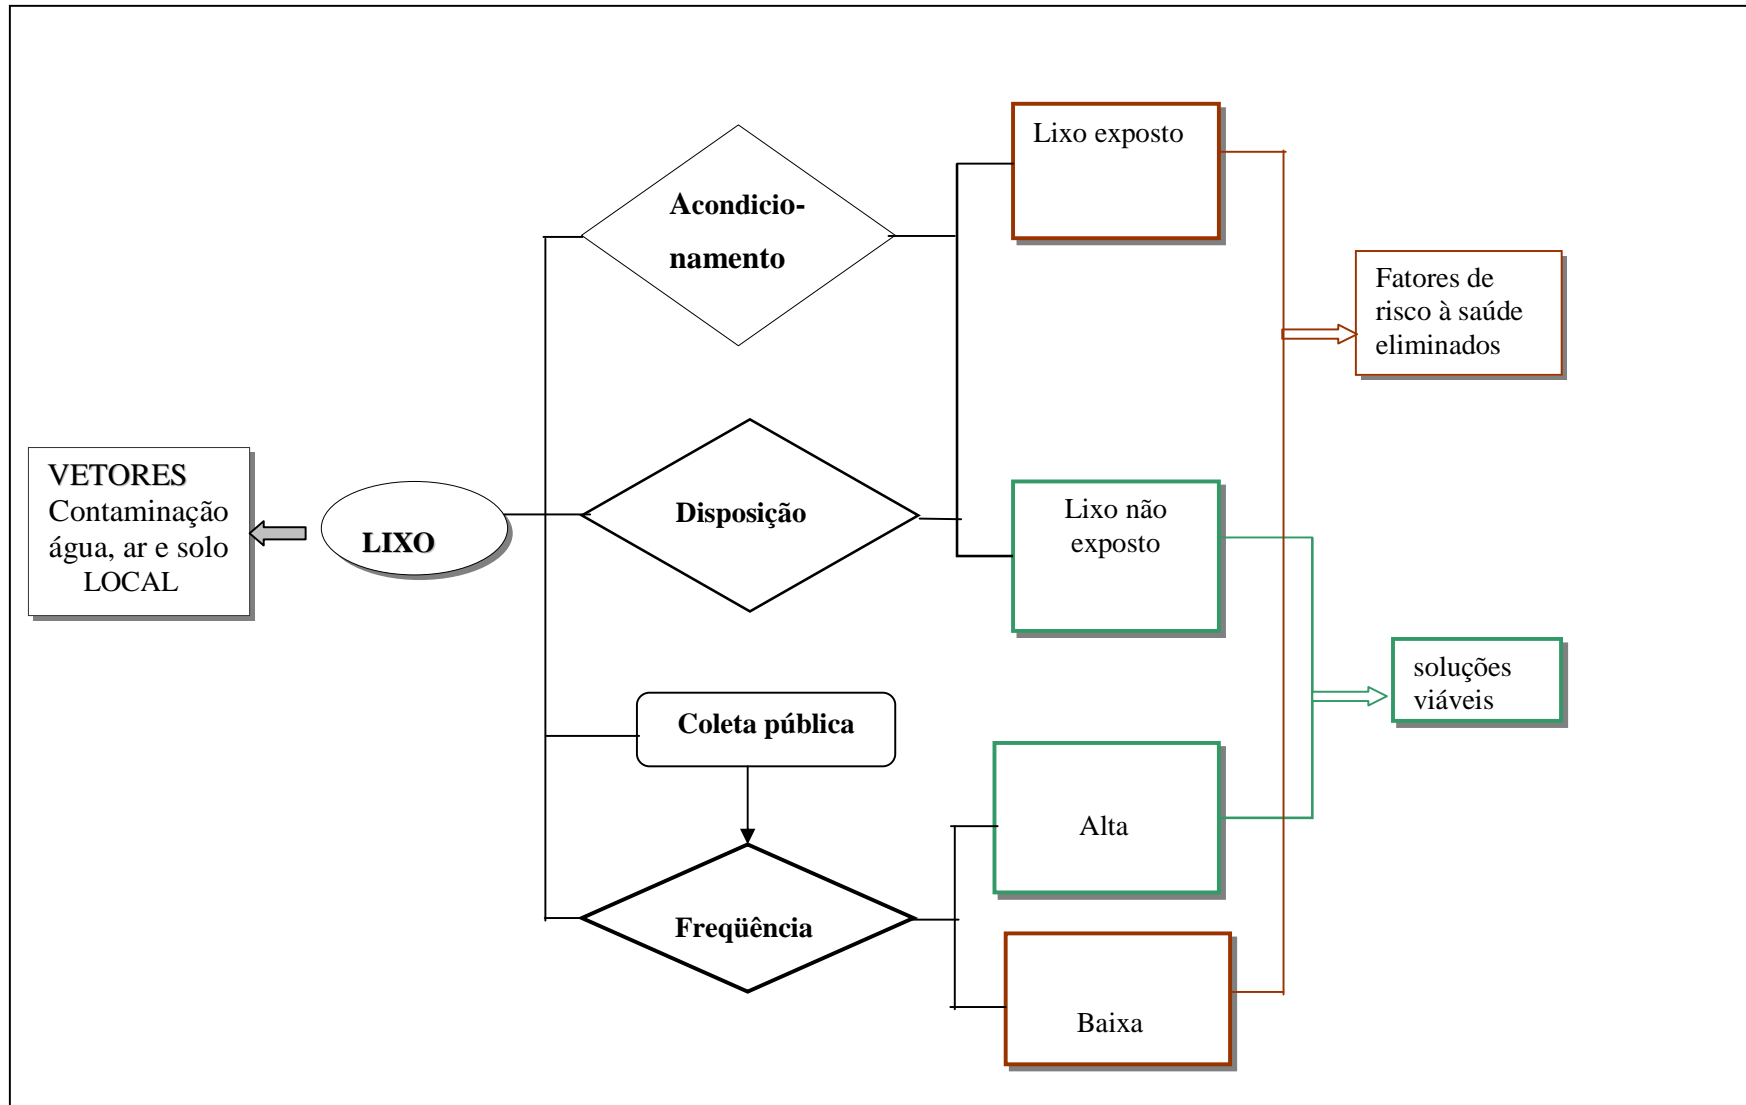 VETORES
Contaminação
água, ar e solo
LOCAL
LIXO
Acondicio-
namento
Disposição
Coleta pública
Freqüência
Lixo exposto
Lixo não
exposto
Alta
Baixa
Fatores de
risco à saúde
eliminados
soluções
viáveis